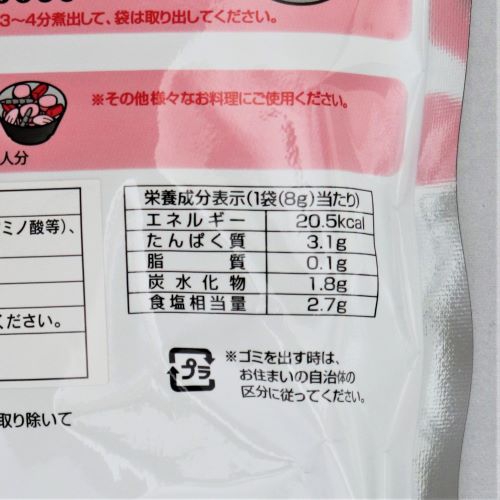 3〜4分煮出して、袋は取り出してください。
※その他様々なお料理にご使用ください。
人分
ミノ酸等)、
ください。
取り除いて
栄養成分表示(1袋(8g)当たり)
エネルギー 20.5kcal
たんぱく質 3.1g
脂質 0.1g
炭水化物 1.8g
食塩相当量 2.7g
プラ
※ゴミを出す時は、
お住まいの自治体の
区分に従ってください。